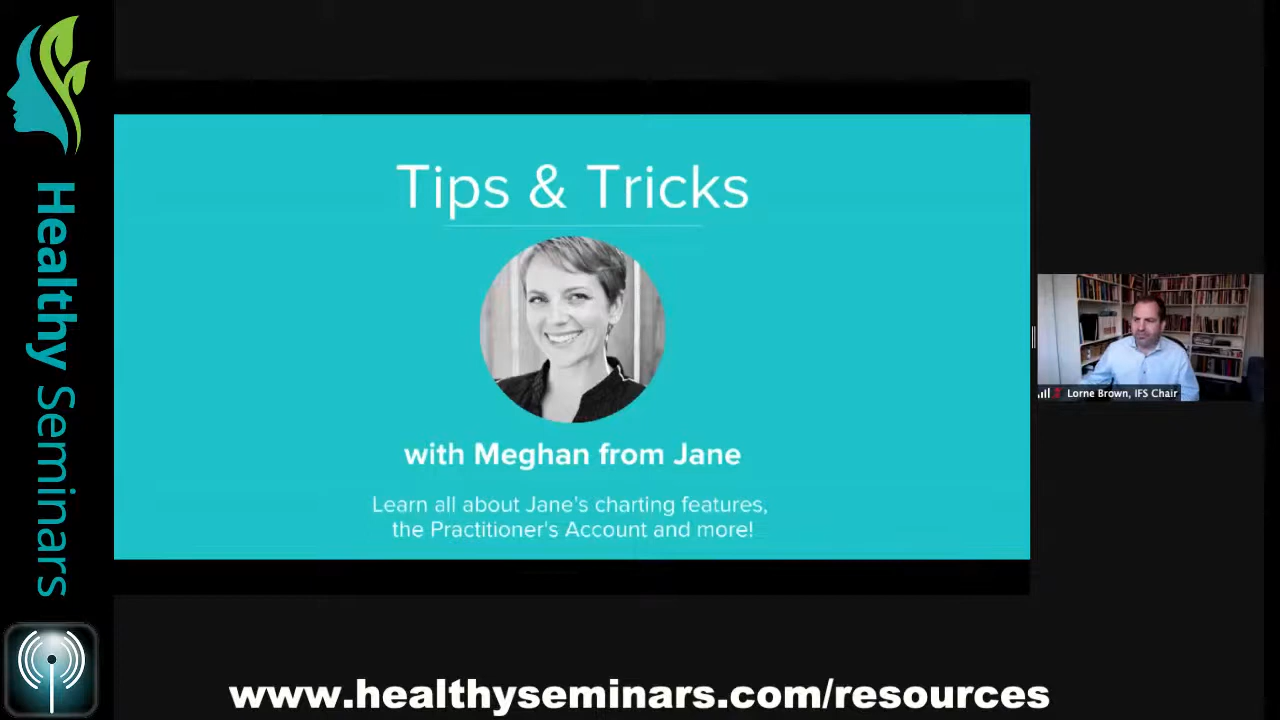 Healthy Seminars
Tips & Tricks
with Meghan from Jane
Learn all about Jane's charting features,
the Practitioner's Account and more!
Lorne Brown, IFS Chair
www.healthyseminars.com/resources